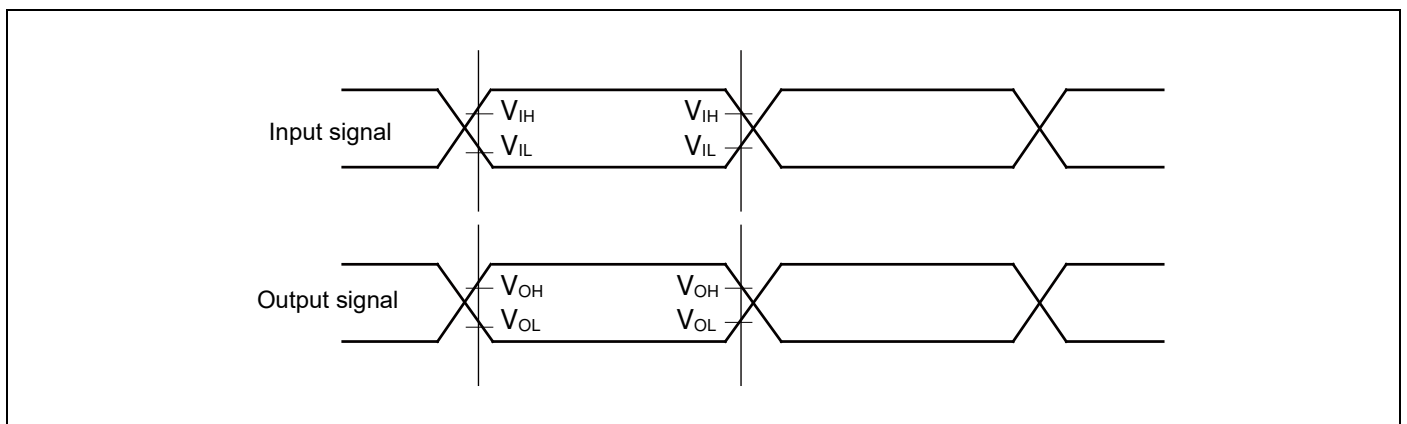 VIH VIH
Input signal
VIL VIL
VOH VOH
Output signal
VOL VOL